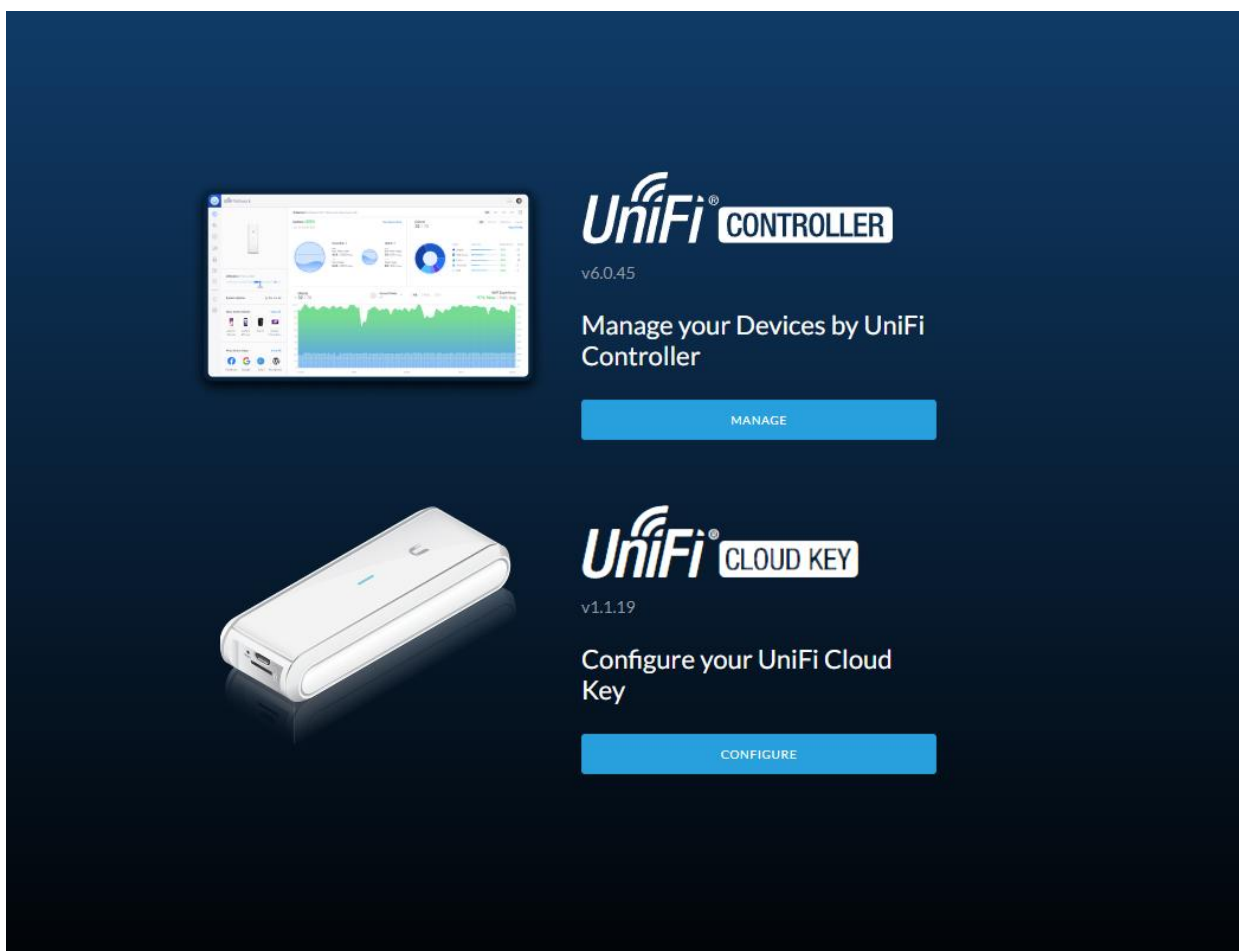 UniFi® CONTROLLER
v6.0.45
Manage your Devices by UniFi
Controller
MANAGE
UniFi® CLOUD KEY
v1.1.19
Configure your UniFi Cloud
Key
CONFIGURE